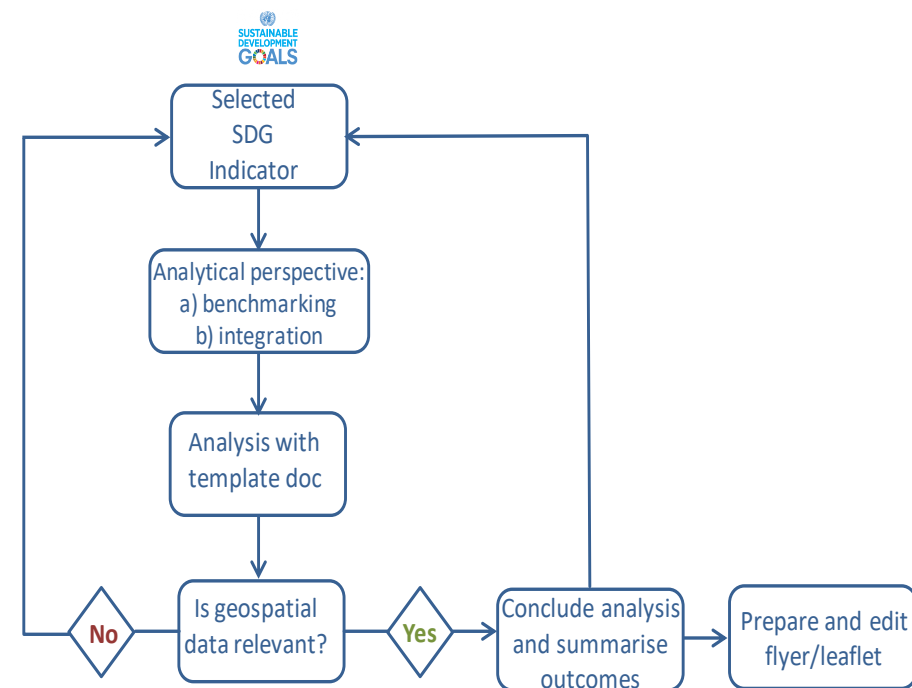 SUSTAINABLE
DEVELOPMENT
GOALS
Selected
SDG
Indicator
Analytical perspective:
a) benchmarking
b) integration
Analysis with
template doc
No
Is geospatial
data relevant?
Yes
Conclude analysis
and summarise
outcomes
Prepare and edit
flyer/leaflet